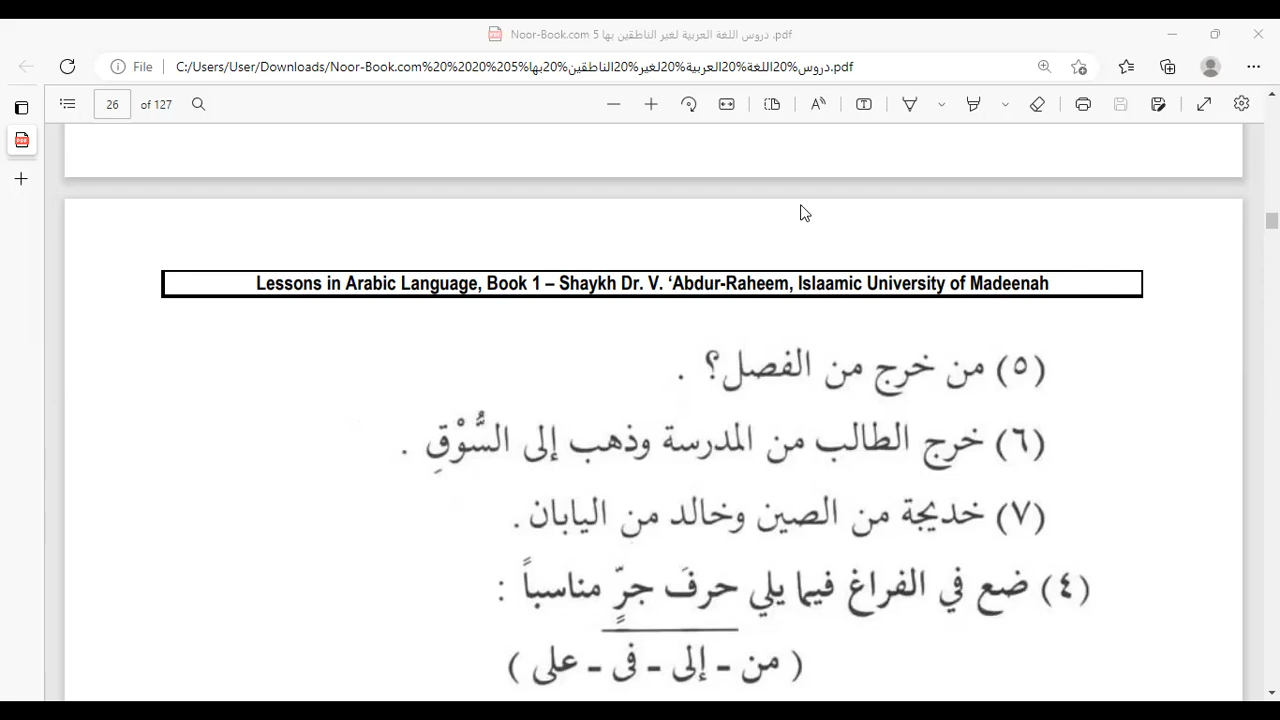 Noor-Book.com دروس اللغة العربية لغير الناطقين بها 5 .pdf
File C:/Users/User/Downloads/Noor-Book.com%20%20دروس%20اللغة%20العربية%20لغير%20الناطقين%20بها%205%20.pdf
26 of 127
Lessons in Arabic Language, Book 1 – Shaykh Dr. V. ‘Abdur-Raheem, Islaamic University of Madeenah
(٥) من خرج من الفصل؟ .
(٦) خرج الطالب من المدرسة وذهب إلى السُّوْقِ .
(٧) خديجة من الصين وخالد من اليابان .
(٤) ضع في الفراغ فيما يلي حرفَ جرٍّ مناسباً :
( من - إلى - فى - على )